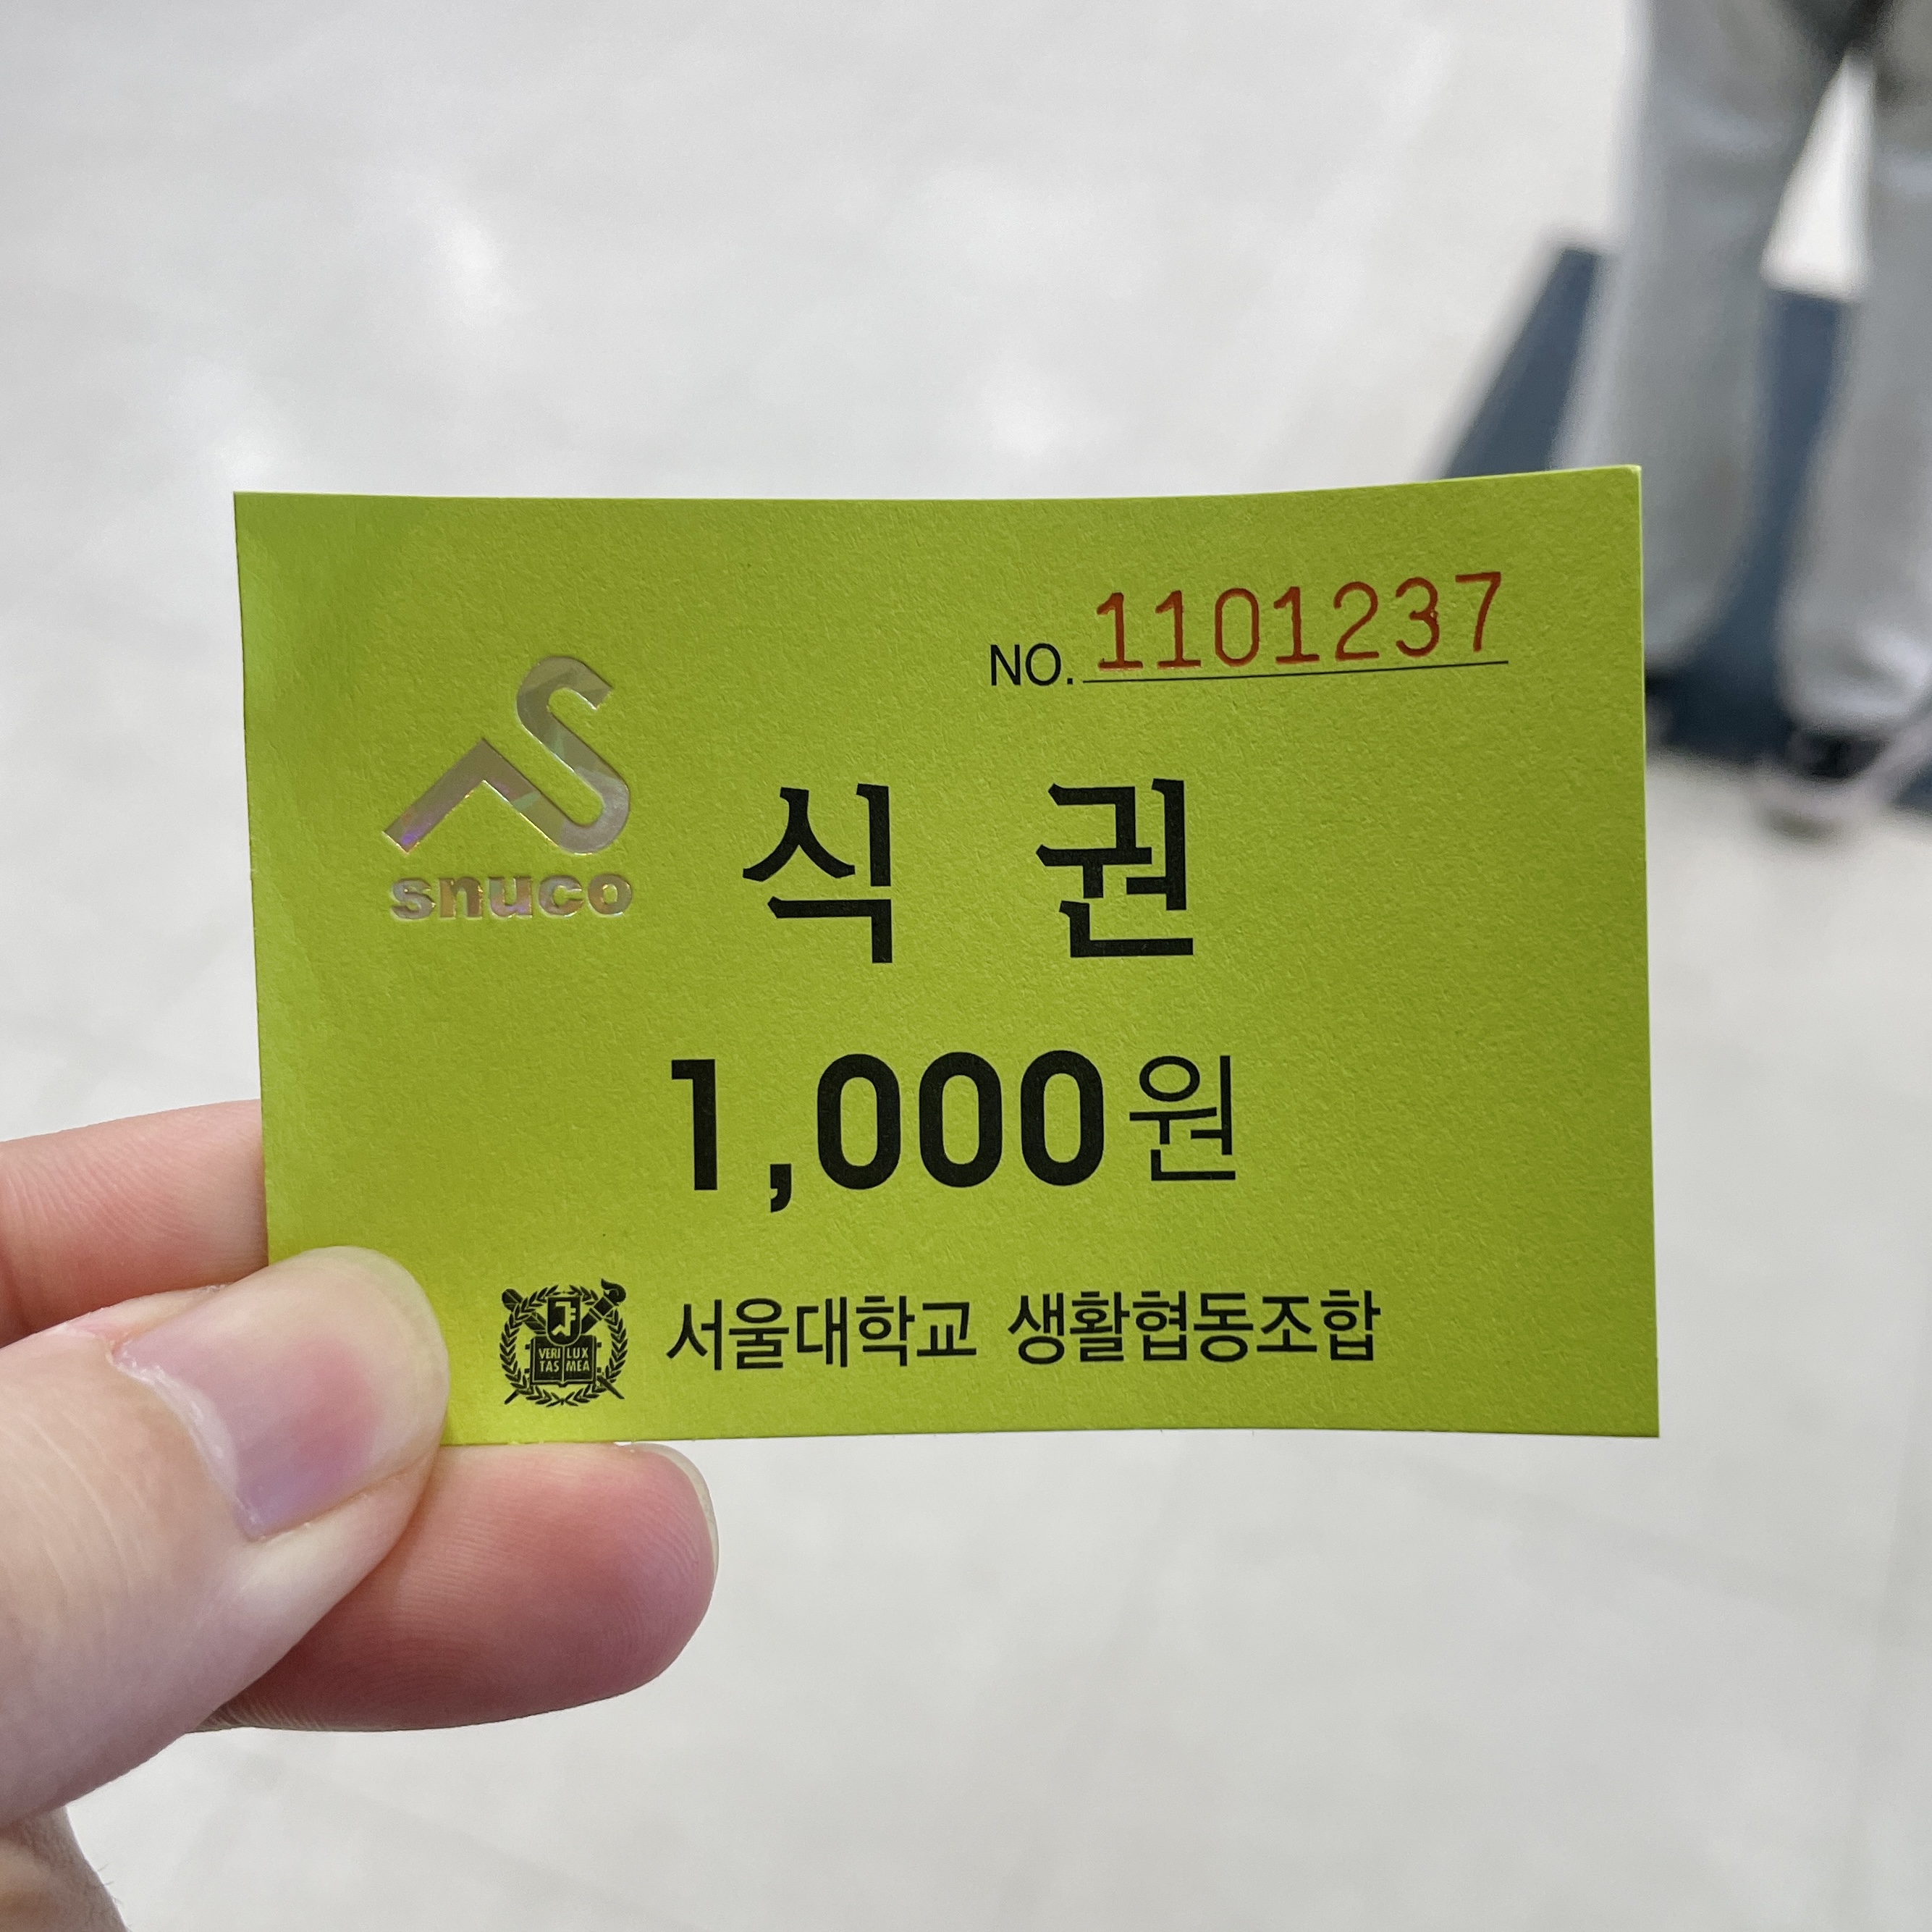 NO. 1101237
snuco
식 권
1,000원
VERI LUX
TAS MEA
서울대학교 생활협동조합